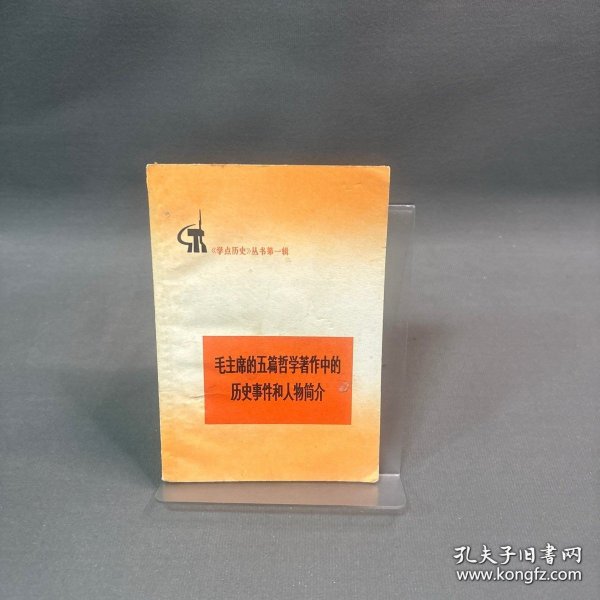 《学点历史》丛书第一辑
毛主席的五篇哲学著作中的
历史事件和人物简介
孔夫子旧书网
www.kongfz.com